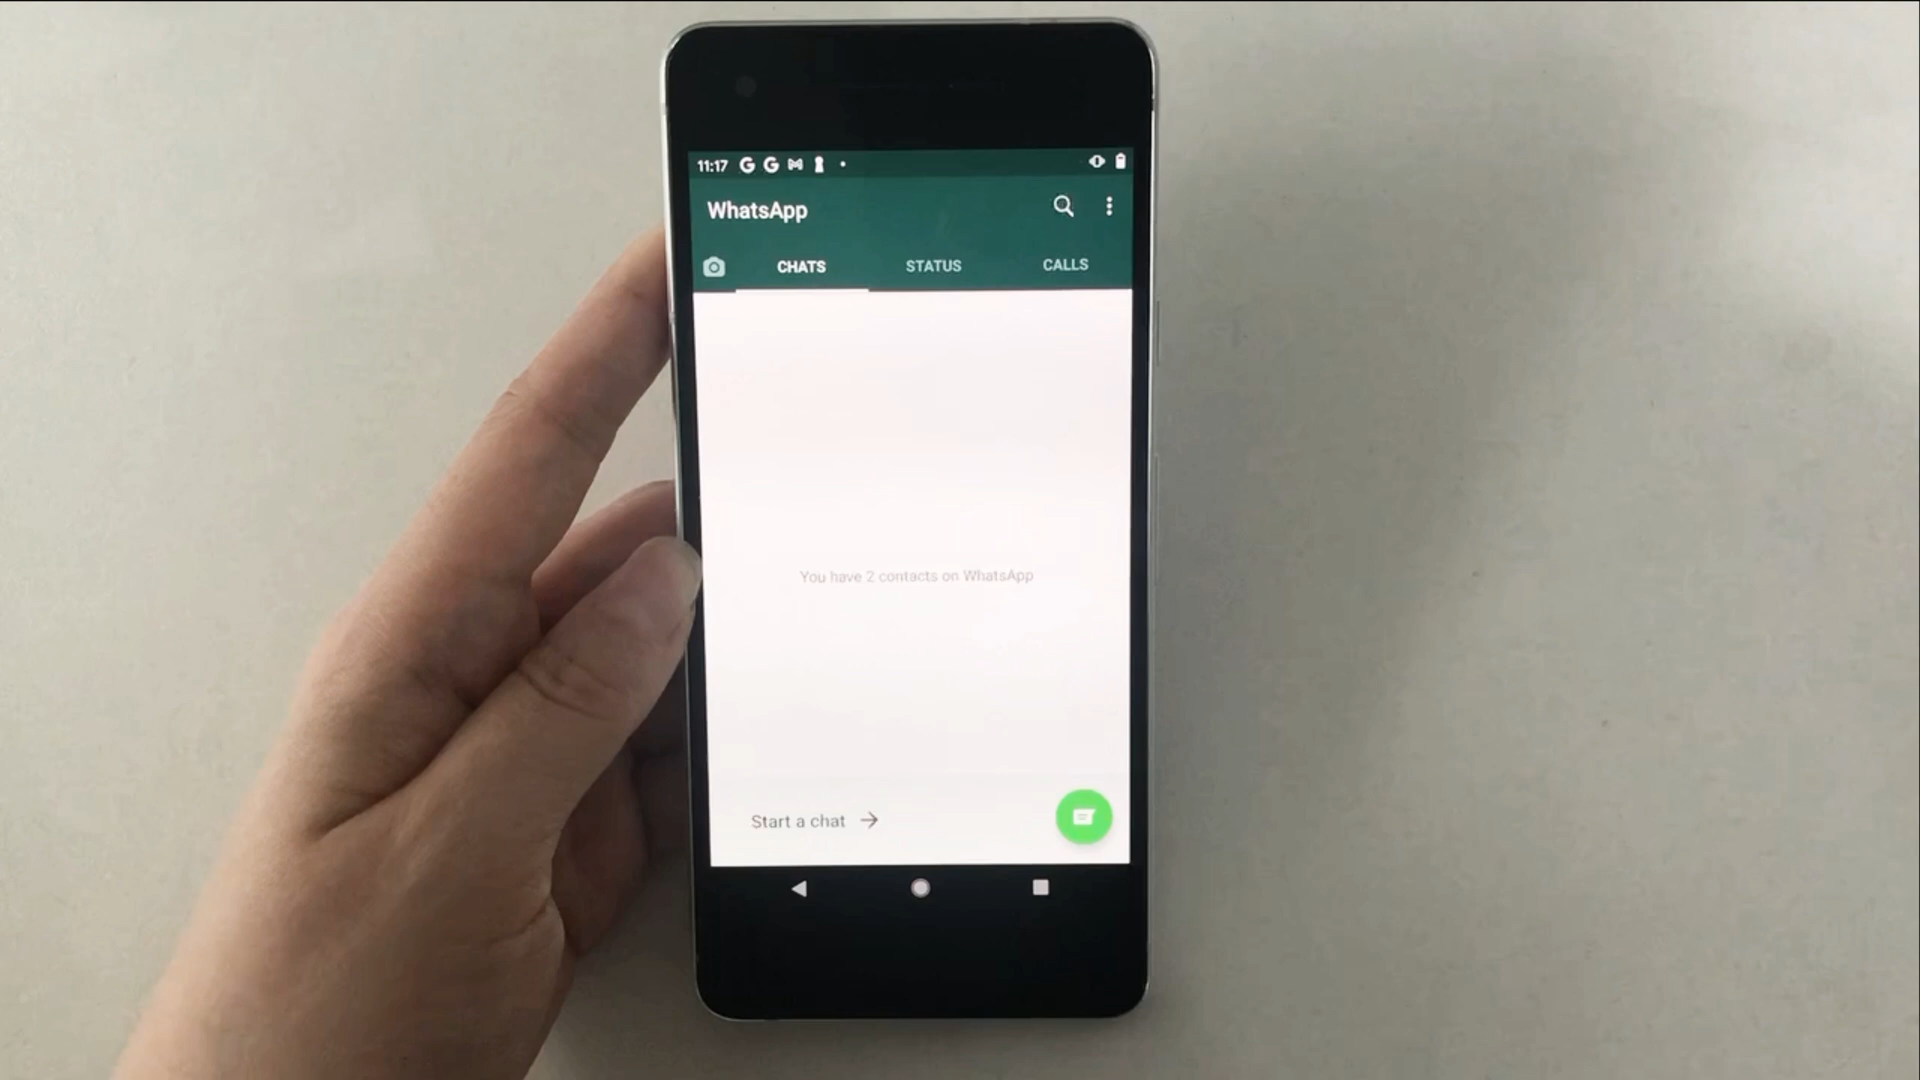 11:17
WhatsApp
CHATS STATUS CALLS
You have 2 contacts on WhatsApp
Start a chat →